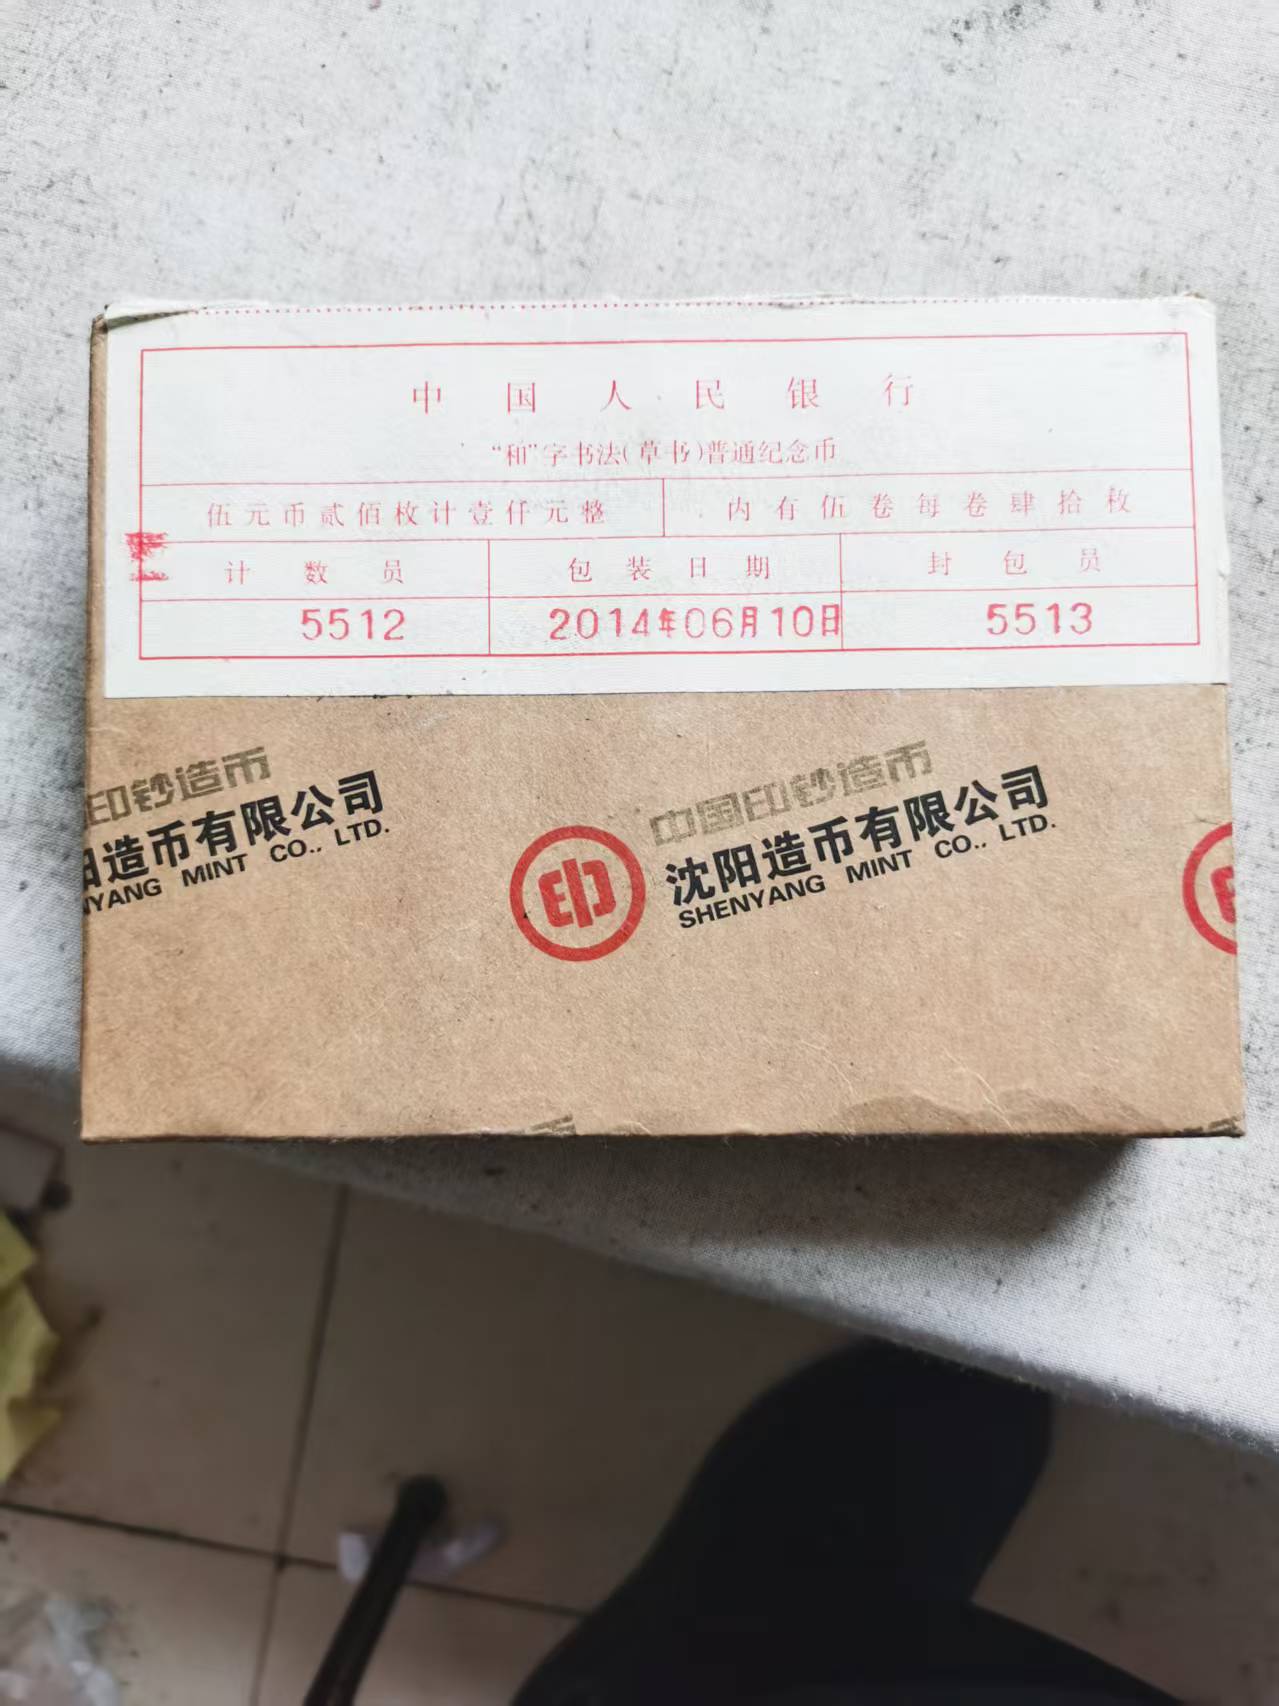 中国人民银行
“和”字书法(草书)普通纪念币
伍元币贰佰枚计壹仟元整 内有伍卷每卷肆拾枚
计数员 包装日期 封包员
5512 2014年06月10日 5513
印钞造币
阳造币有限公司
YANG MINT CO., LTD.
印
中国印钞造币
沈阳造币有限公司
SHENYANG MINT CO., LTD.